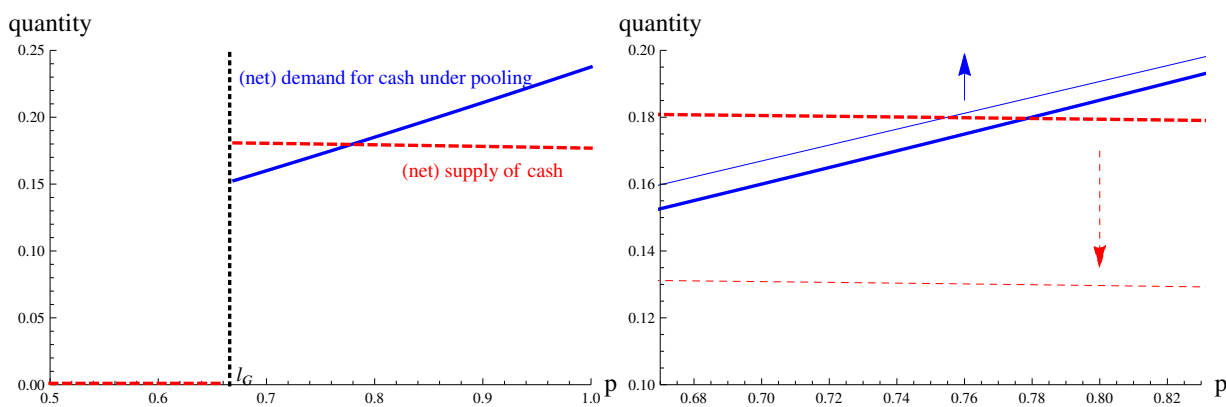 quantity
0.25
(net) demand for cash under pooling
0.20
(net) supply of cash
0.15
0.10
0.05
0.00
l_G
p
0.5 0.6 0.7 0.8 0.9 1.0
quantity
0.20
0.18
0.16
0.14
0.12
0.10
p
0.68 0.70 0.72 0.74 0.76 0.78 0.80 0.82